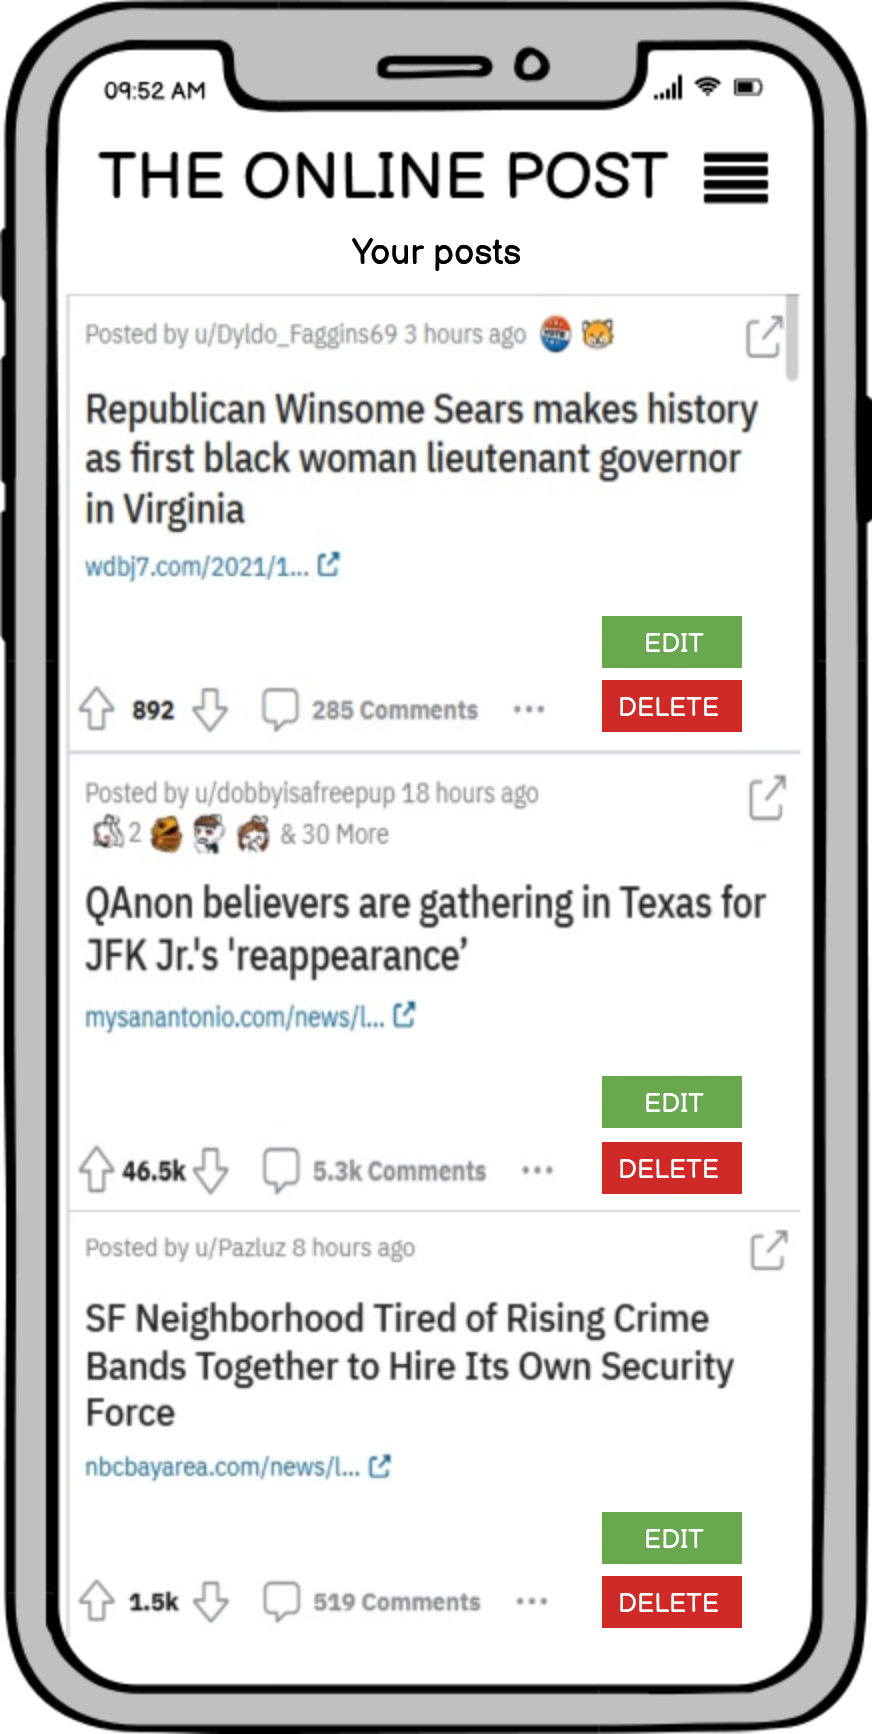 09:52 AM
THE ONLINE POST
Your posts
Posted by u/Dyldo_Faggins69 3 hours ago
VOTE
Republican Winsome Sears makes history
as first black woman lieutenant governor
in Virginia
wdbj7.com/2021/1...
EDIT
892
285 Comments
...
DELETE
Posted by u/dobbyisafreepup 18 hours ago
2
& 30 More
QAnon believers are gathering in Texas for
JFK Jr.'s 'reappearance’
mysanantonio.com/news/l...
EDIT
46.5k
5.3k Comments
...
DELETE
Posted by u/Pazluz 8 hours ago
SF Neighborhood Tired of Rising Crime
Bands Together to Hire Its Own Security
Force
nbcbayarea.com/news/l...
EDIT
1.5k
519 Comments
...
DELETE